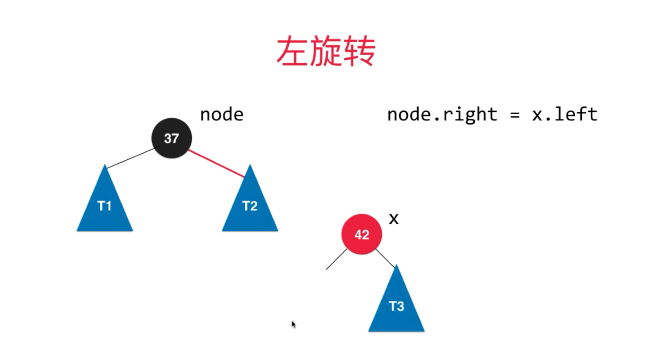 左旋转
node
node.right = x.left
37
T1
T2
x
42
T3